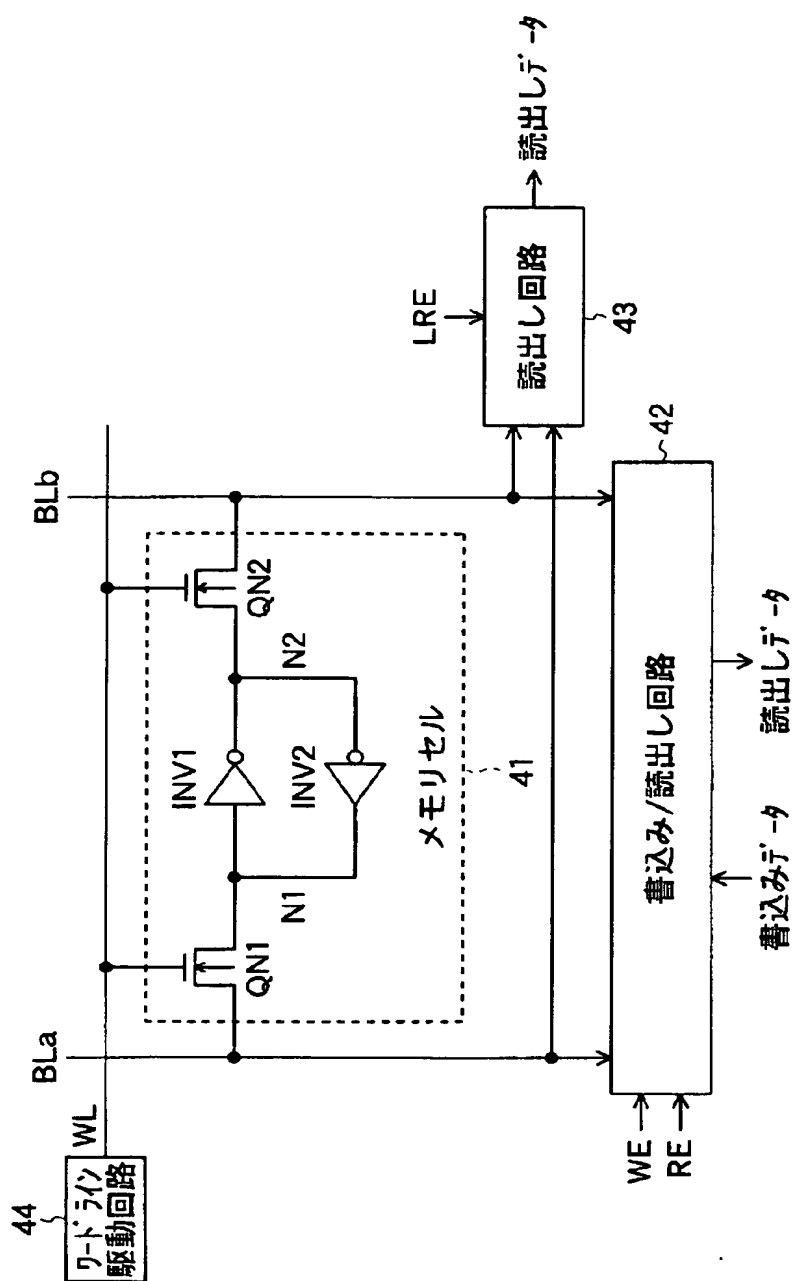 44
ワードライン
駆動回路
WL
BLa
BLb
QN1
QN2
N1
N2
INV1
INV2
メモリセル
41
LRE
読出し回路
43
読出しデータ
42
WE
RE
書込み/読出し回路
書込みデータ
読出しデータ